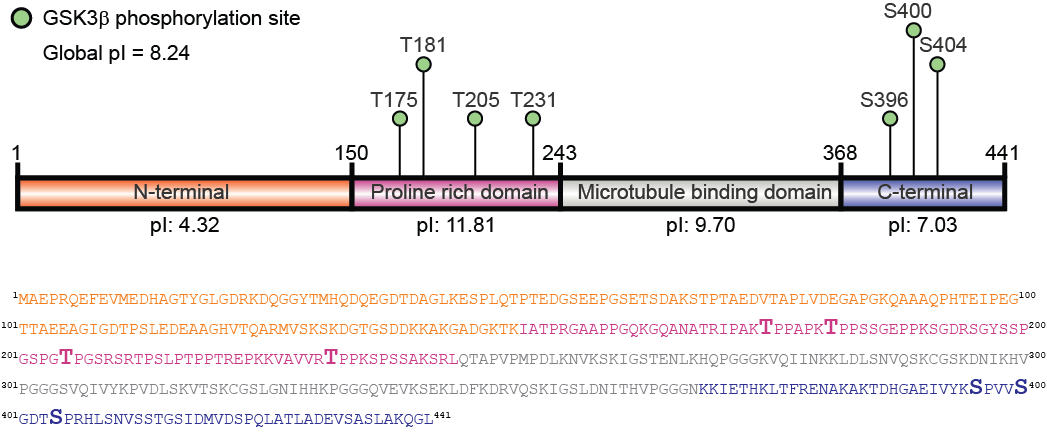 GSK3β phosphorylation site
Global pI = 8.24
S400
T181
S404
T175
T205
T231
S396
1
150
243
368
441
N-terminal
Proline rich domain
Microtubule binding domain
C-terminal
pI: 4.32
pI: 11.81
pI: 9.70
pI: 7.03
1MAEPRQEFEVMEDHAGTYGLGDRKDQGGYTMHQDQEGDTDAGLKESPLQTPTEDGSEEPGSETSDAKSTPTAEDVTAPLVDEGAPGKQAAAQPHTEIPEG100
101TTAEEAGIGDTPSLEDEAAGHVTQARMVSKSKDGTGSDDKKAKGADGKTKIATPRGAAPPGQKGQANATRIPAKTPPAPKTPPSSGEPPKSGDRSGYSSP200
201GSPGTPGSRSRTPSLPTPPTREPKKVAVVRTPPKSPSSAKSRLQTAPVPMPDLKNVKSKIGSTENLKHQPGGGKVQIINKKLDLSNVQSKCGSKDNIKHV300
301PGGGSVQIVYKPVDLSKVTSKCGSLGNIHHKPGGGQVEVKSEKLDFKDRVQSKIGSLDNITHVPGGGNKKIETHKLTFRENAKAKTDHGAEIVYKSPVVS400
401GDTSPRHLSNVSSTGSIDMVDSPQLATLADEVSASLAKQGL441